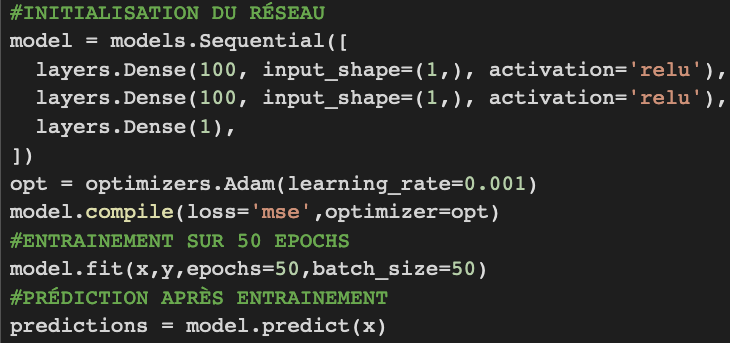 #INITIALISATION DU RÉSEAU
model = models.Sequential([
  layers.Dense(100, input_shape=(1,), activation='relu'),
  layers.Dense(100, input_shape=(1,), activation='relu'),
  layers.Dense(1),
])
opt = optimizers.Adam(learning_rate=0.001)
model.compile(loss='mse',optimizer=opt)
#ENTRAINEMENT SUR 50 EPOCHS
model.fit(x,y,epochs=50,batch_size=50)
#PRÉDICTION APRÈS ENTRAINEMENT
predictions = model.predict(x)